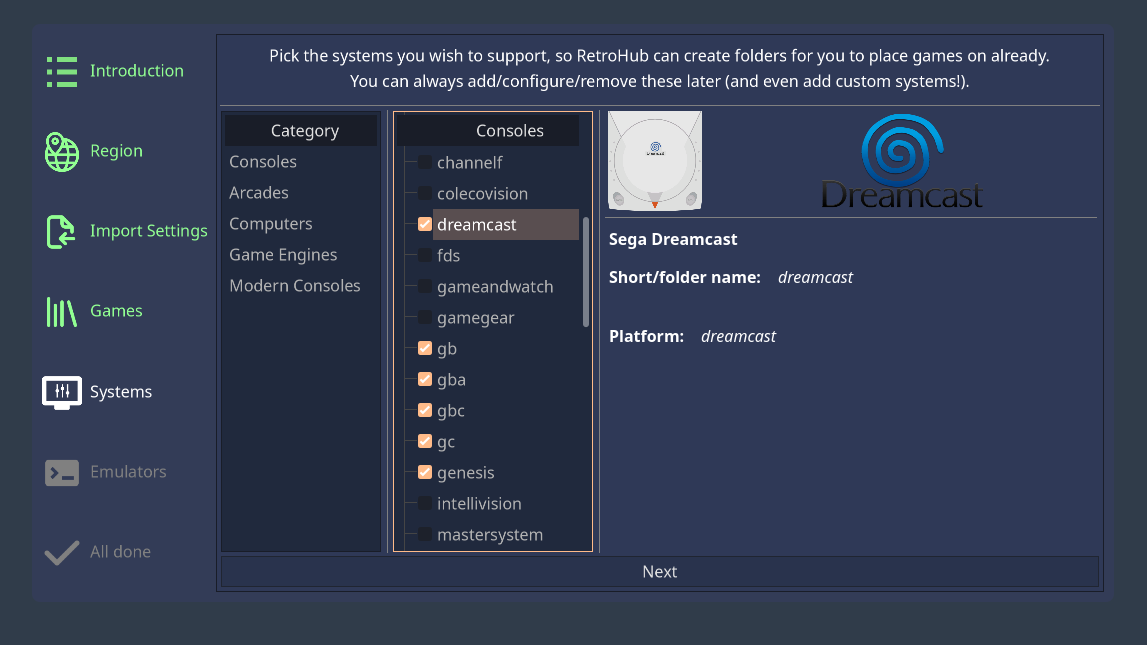 Introduction
Region
Import Settings
Games
Systems
Emulators
All done
Pick the systems you wish to support, so RetroHub can create folders for you to place games on already.
You can always add/configure/remove these later (and even add custom systems!).
Category
Consoles
Arcades
Computers
Game Engines
Modern Consoles
Consoles
channelf
colecovision
dreamcast
fds
gameandwatch
gamegear
gb
gba
gbc
gc
genesis
intellivision
mastersystem
Dreamcast
Dreamcast
Sega Dreamcast
Short/folder name: dreamcast
Platform: dreamcast
Next